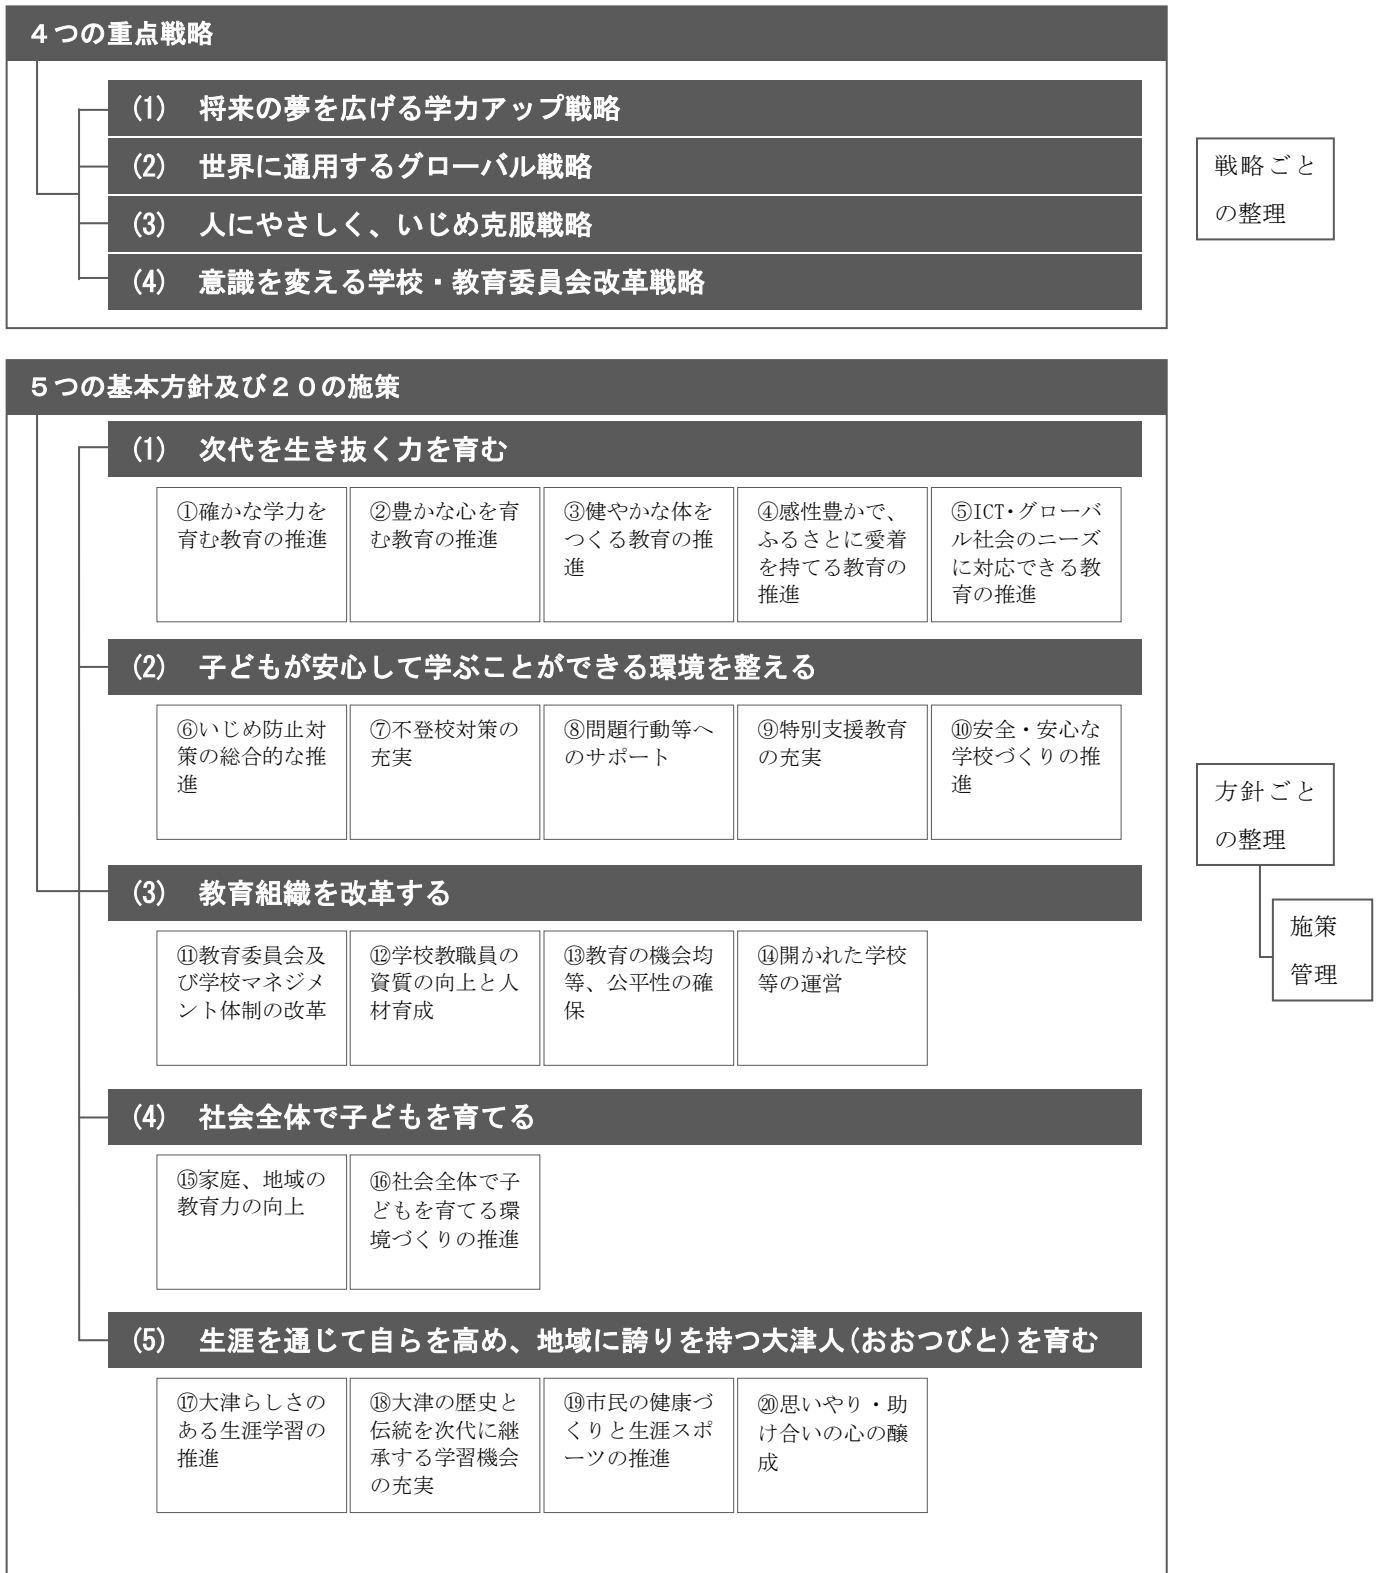 ４つの重点戦略
(1)　将来の夢を広げる学力アップ戦略
(2)　世界に通用するグローバル戦略
(3)　人にやさしく、いじめ克服戦略
(4)　意識を変える学校・教育委員会改革戦略
戦略ごと
の整理
５つの基本方針及び２０の施策
(1)　次代を生き抜く力を育む
①確かな学力を
育む教育の推進
②豊かな心を育
む教育の推進
③健やかな体を
つくる教育の推
進
④感性豊かで、
ふるさとに愛着
を持てる教育の
推進
⑤ICT・グローバ
ル社会のニーズ
に対応できる教
育の推進
(2)　子どもが安心して学ぶことができる環境を整える
⑥いじめ防止対
策の総合的な推
進
⑦不登校対策の
充実
⑧問題行動等へ
のサポート
⑨特別支援教育
の充実
⑩安全・安心な
学校づくりの推
進
方針ごと
の整理
施策
管理
(3)　教育組織を改革する
⑪教育委員会及
び学校マネジメ
ント体制の改革
⑫学校教職員の
資質の向上と人
材育成
⑬教育の機会均
等、公平性の確
保
⑭開かれた学校
等の運営
(4)　社会全体で子どもを育てる
⑮家庭、地域の
教育力の向上
⑯社会全体で子
どもを育てる環
境づくりの推進
(5)　生涯を通じて自らを高め、地域に誇りを持つ大津人(おおつびと)を育む
⑰大津らしさの
ある生涯学習の
推進
⑱大津の歴史と
伝統を次代に継
承する学習機会
の充実
⑲市民の健康づ
くりと生涯スポ
ーツの推進
⑳思いやり・助
け合いの心の醸
成